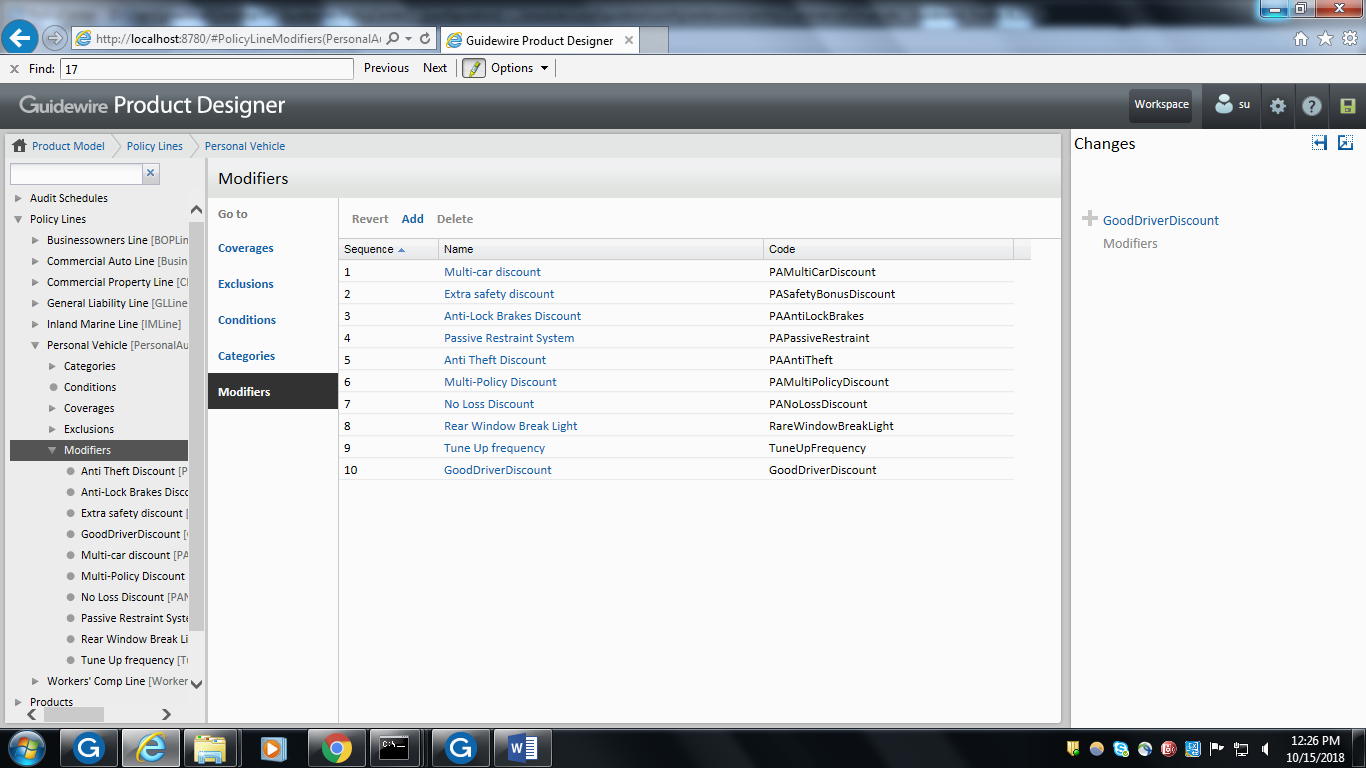 http://localhost:8780/#PolicyLineModifiers(PersonalAu
Guidewire Product Designer
x Find: 17 Previous Next Options
Guidewire Product Designer
Workspace su
Product Model Policy Lines Personal Vehicle
Changes
Audit Schedules
Policy Lines
Businessowners Line [BOPLin
Commercial Auto Line [Busin
Commercial Property Line [C
General Liability Line [GLLine
Inland Marine Line [IMLine]
Personal Vehicle [PersonalAu
Categories
Conditions
Coverages
Exclusions
Modifiers
Anti Theft Discount [P
Anti-Lock Brakes Disco
Extra safety discount [
GoodDriverDiscount [
Multi-car discount [PA
Multi-Policy Discount
No Loss Discount [PAN
Passive Restraint Syste
Rear Window Break Li
Tune Up frequency [Tu
Workers' Comp Line [Worker
Products
Modifiers
Go to
Coverages
Exclusions
Conditions
Categories
Modifiers
Revert Add Delete
Sequence Name Code
1 Multi-car discount PAMultiCarDiscount
2 Extra safety discount PASafetyBonusDiscount
3 Anti-Lock Brakes Discount PAAntiLockBrakes
4 Passive Restraint System PAPassiveRestraint
5 Anti Theft Discount PAAntiTheft
6 Multi-Policy Discount PAMultiPolicyDiscount
7 No Loss Discount PANoLossDiscount
8 Rear Window Break Light RareWindowBreakLight
9 Tune Up frequency TuneUpFrequency
10 GoodDriverDiscount GoodDriverDiscount
GoodDriverDiscount
Modifiers
12:26 PM
10/15/2018